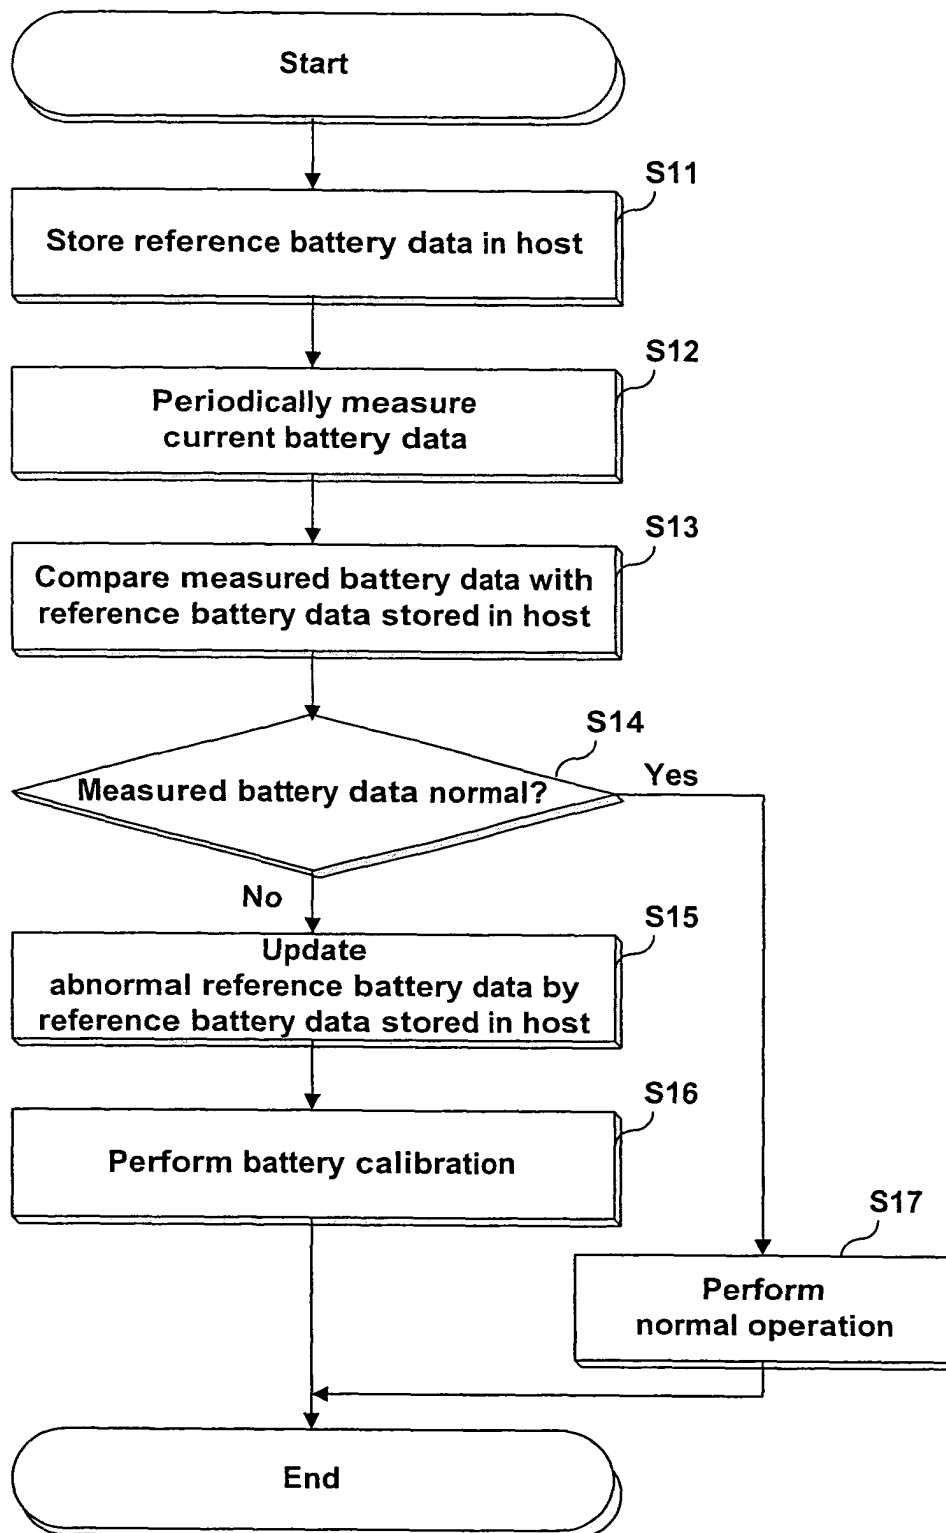 Start
S11
Store reference battery data in host
S12
Periodically measure
current battery data
S13
Compare measured battery data with
reference battery data stored in host
S14
Measured battery data normal?
Yes
No
S15
Update
abnormal reference battery data by
reference battery data stored in host
S16
Perform battery calibration
S17
Perform
normal operation
End